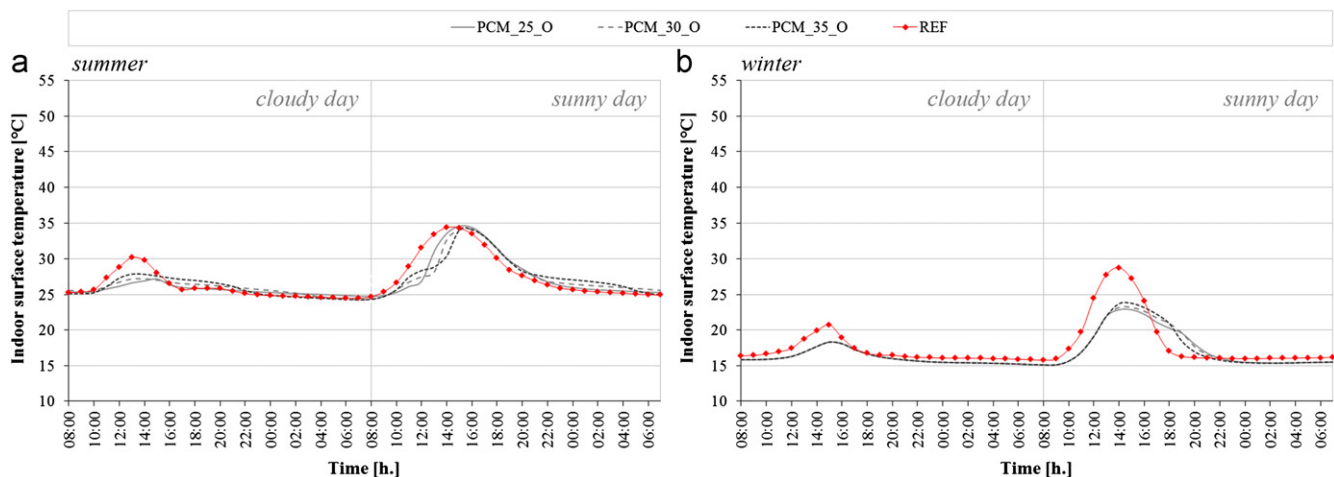 PCM_25_O PCM_30_O PCM_35_O REF
a summer
cloudy day sunny day
Indoor surface temperature [°C]
55
50
45
40
35
30
25
20
15
10
08:00 10:00 12:00 14:00 16:00 18:00 20:00 22:00 00:00 02:00 04:00 06:00 08:00 10:00 12:00 14:00 16:00 18:00 20:00 22:00 00:00 02:00 04:00 06:00
Time [h.]
b winter
cloudy day sunny day
Indoor surface temperature [°C]
55
50
45
40
35
30
25
20
15
10
08:00 10:00 12:00 14:00 16:00 18:00 20:00 22:00 00:00 02:00 04:00 06:00 08:00 10:00 12:00 14:00 16:00 18:00 20:00 22:00 00:00 02:00 04:00 06:00
Time [h.]